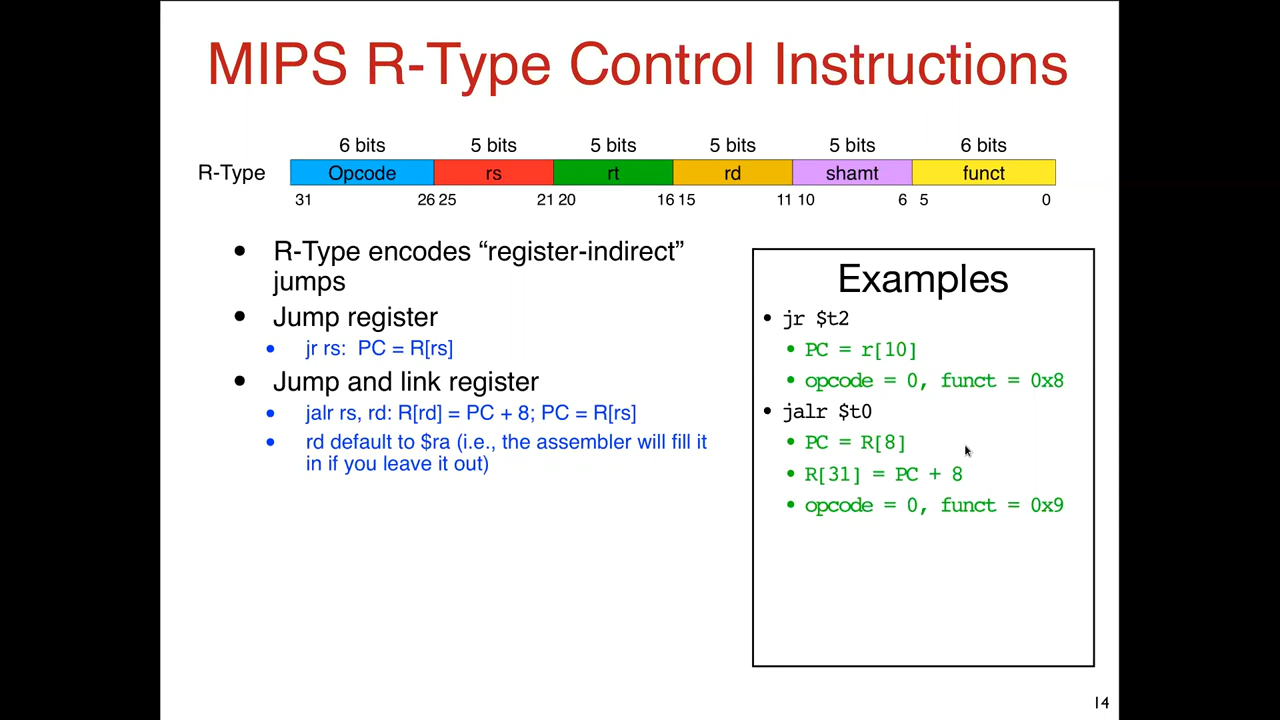 MIPS R-Type Control Instructions
6 bits 5 bits 5 bits 5 bits 5 bits 6 bits
R-Type Opcode rs rt rd shamt funct
31 26 25 21 20 16 15 11 10 6 5 0
• R-Type encodes “register-indirect”
jumps
• Jump register
• jr rs: PC = R[rs]
• Jump and link register
• jalr rs, rd: R[rd] = PC + 8; PC = R[rs]
• rd default to $ra (i.e., the assembler will fill it
in if you leave it out)
Examples
• jr $t2
• PC = r[10]
• opcode = 0, funct = 0x8
• jalr $t0
• PC = R[8]
• R[31] = PC + 8
• opcode = 0, funct = 0x9
14